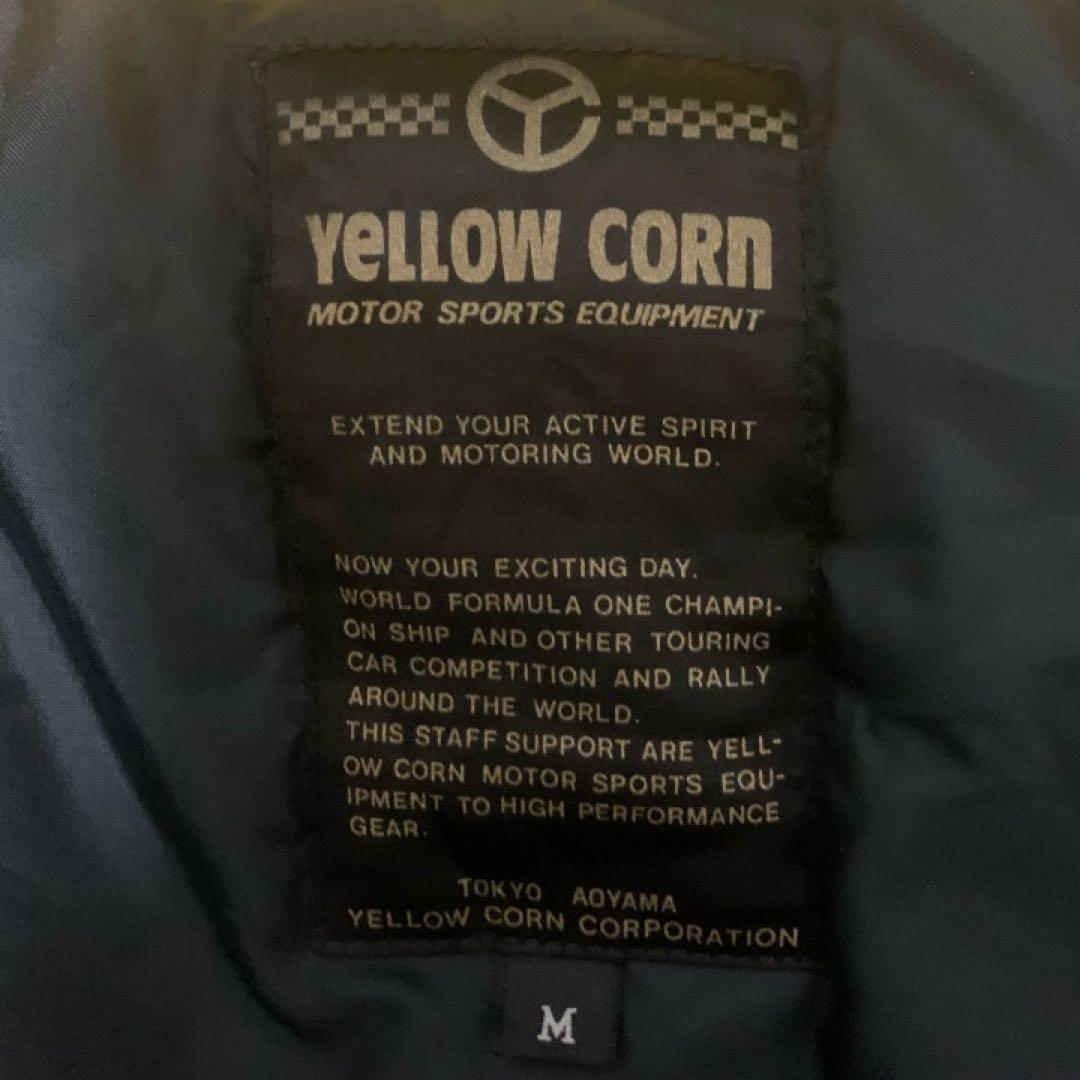 YeLLOW CORn
MOTOR SPORTS EQUIPMENT
EXTEND YOUR ACTIVE SPIRIT
AND MOTORING WORLD.
NOW YOUR EXCITING DAY.
WORLD FORMULA ONE CHAMPI-
ON SHIP AND OTHER TOURING
CAR COMPETITION AND RALLY
AROUND THE WORLD.
THIS STAFF SUPPORT ARE YELL-
OW CORN MOTOR SPORTS EQU-
IPMENT TO HIGH PERFORMANCE
GEAR.
TOKYO AOYAMA
YELLOW CORN CORPORATION
M